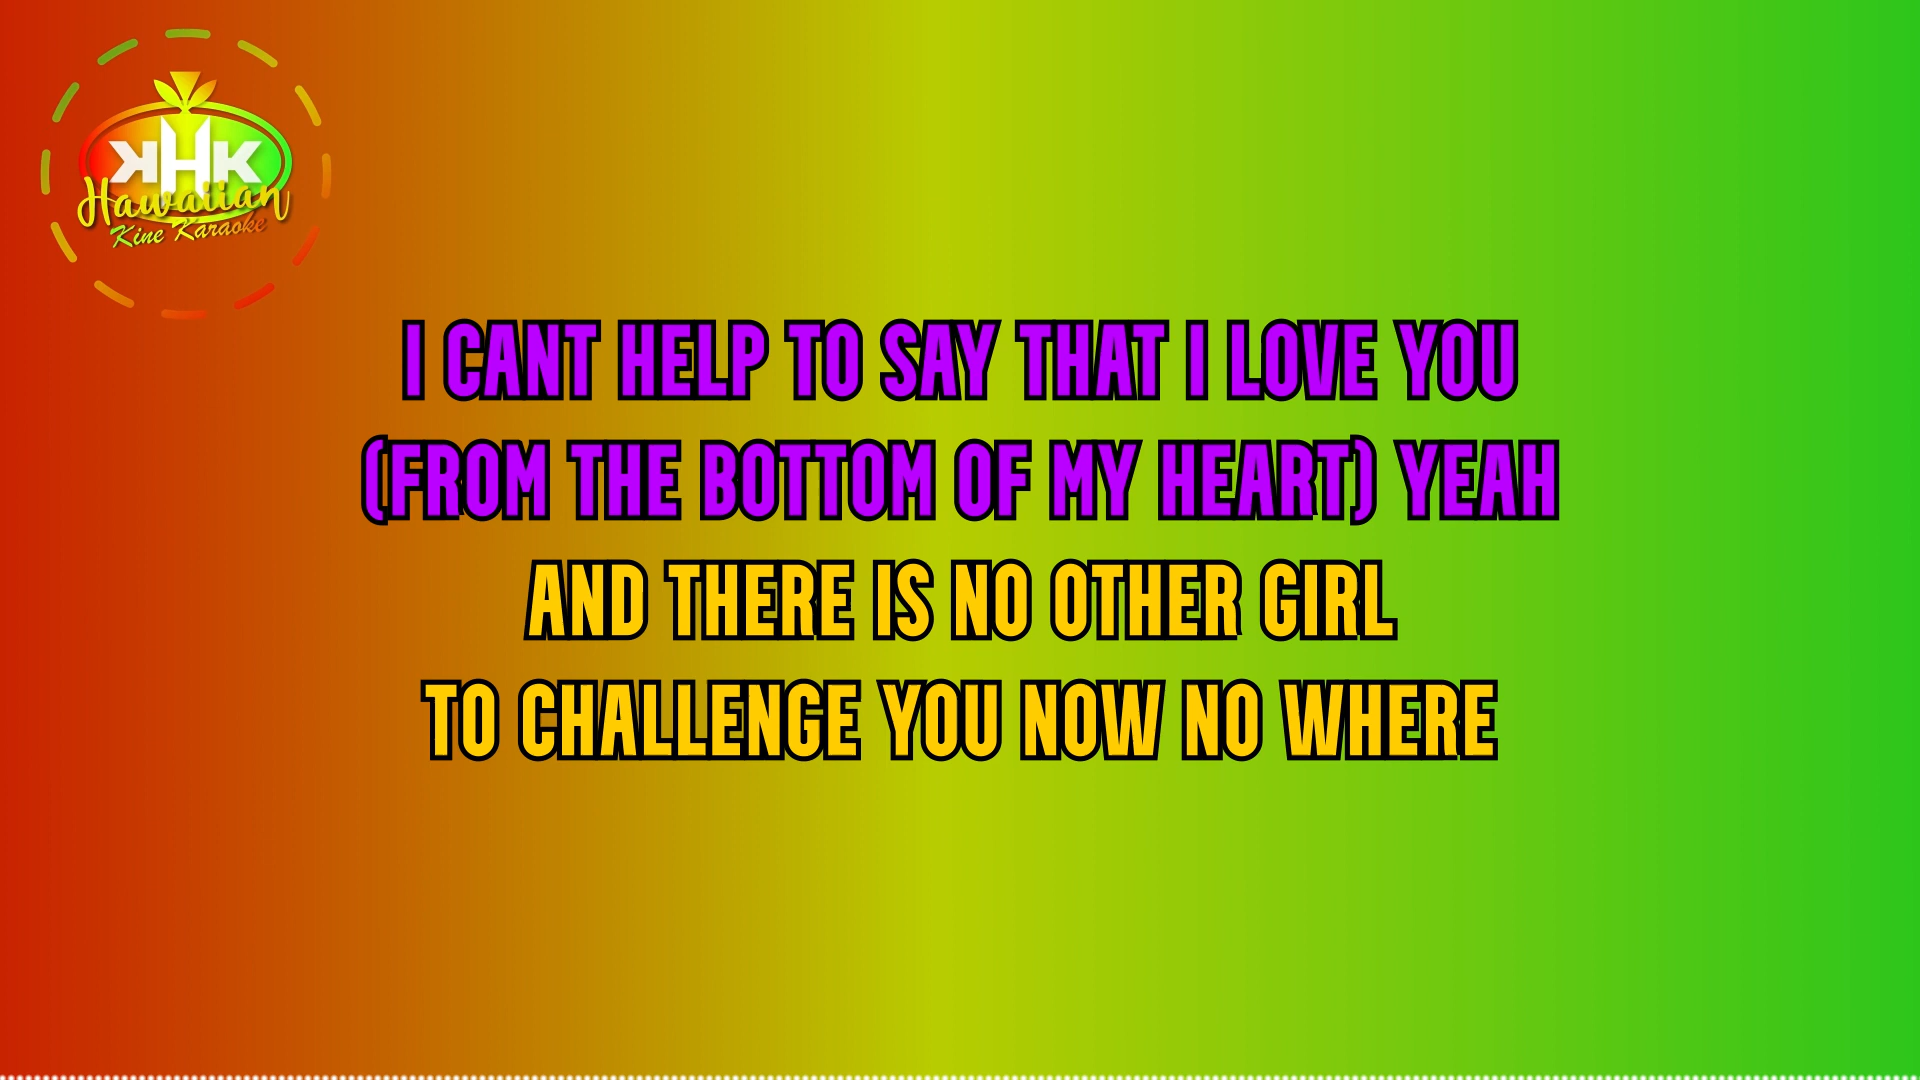 KHK
Hawaiian
Kine Karaoke
I CANT HELP TO SAY THAT I LOVE YOU
(FROM THE BOTTOM OF MY HEART) YEAH
AND THERE IS NO OTHER GIRL
TO CHALLENGE YOU NOW NO WHERE